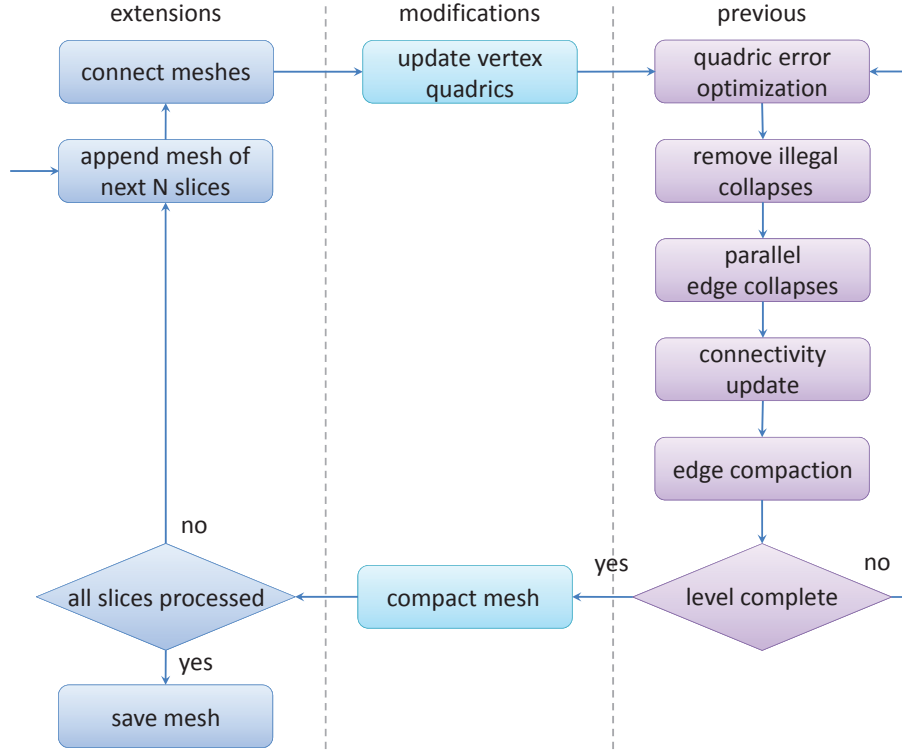 extensions
modifications
previous
connect meshes
update vertex
quadrics
quadric error
optimization
append mesh of
next N slices
remove illegal
collapses
parallel
edge collapses
connectivity
update
edge compaction
no
all slices processed
yes
save mesh
compact mesh
yes
level complete
no